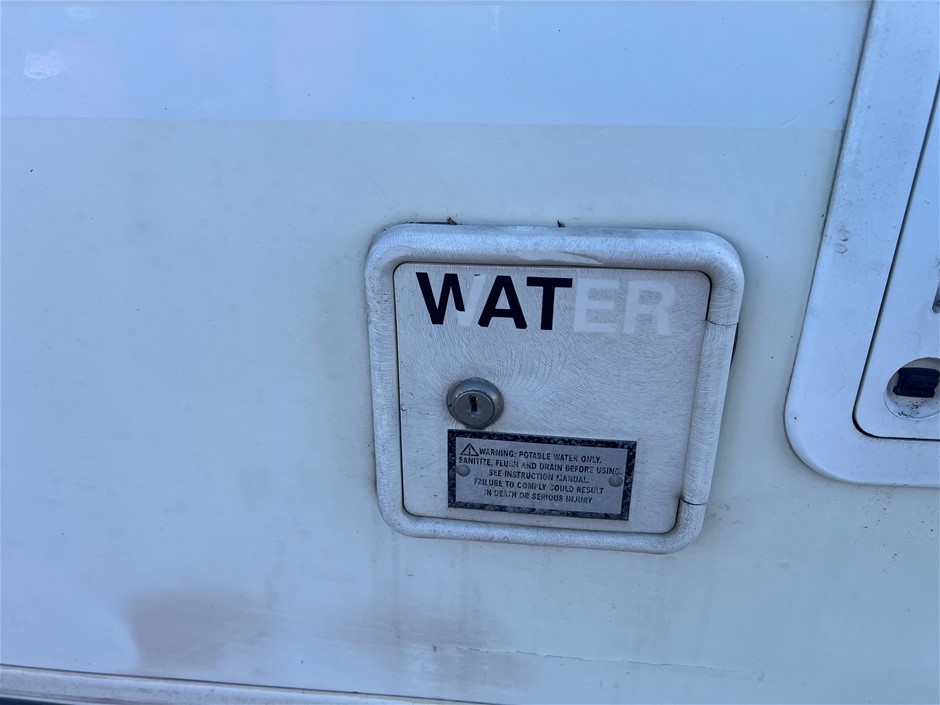 WATER
WARNING: POTABLE WATER ONLY.
SANITIZE, FLUSH AND DRAIN BEFORE USING.
SEE INSTRUCTION MANUAL.
FAILURE TO COMPLY COULD RESULT
IN DEATH OR SERIOUS INJURY